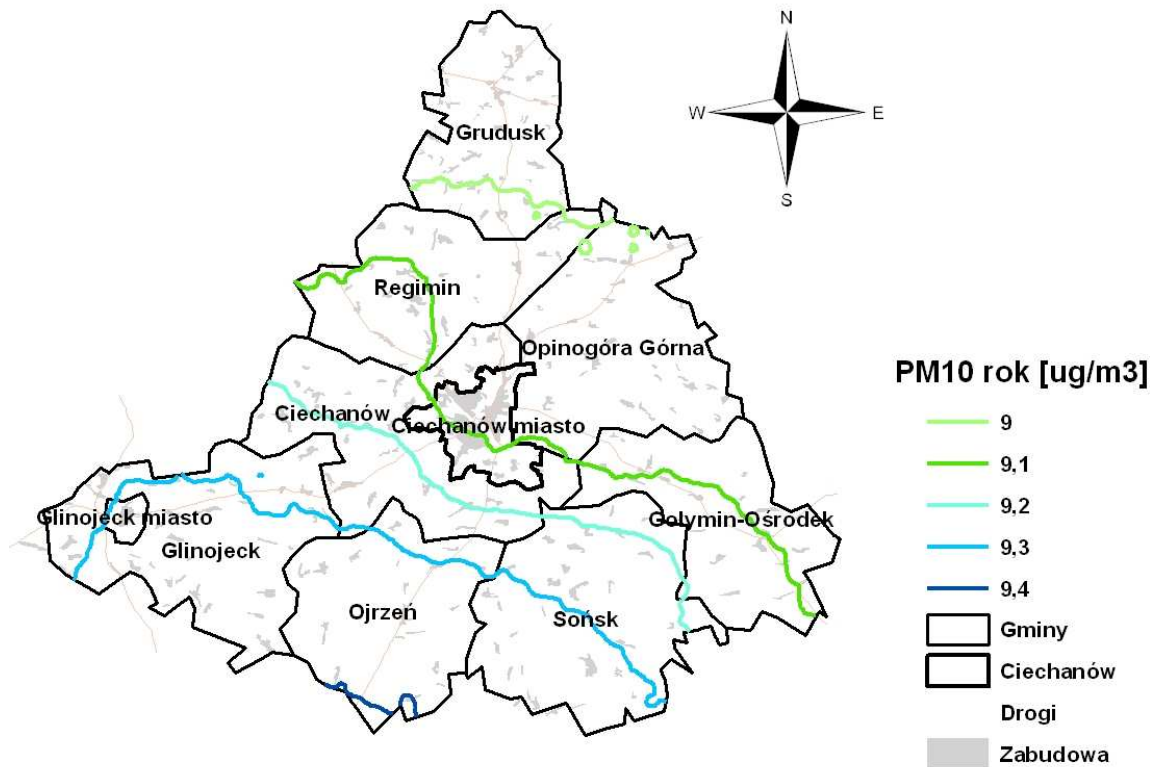 N
W E
S
Grudusk
Regimin
Opinogóra Górna
Ciechanów
Ciechanów miasto
Glinojeck miasto
Golymin-Ośrodek
Glinojeck
Ojrzeń
Sońsk
PM10 rok [ug/m3]
9
9.1
9.2
9.3
9.4
Gminy
Ciechanów
Drogi
Zabudowa